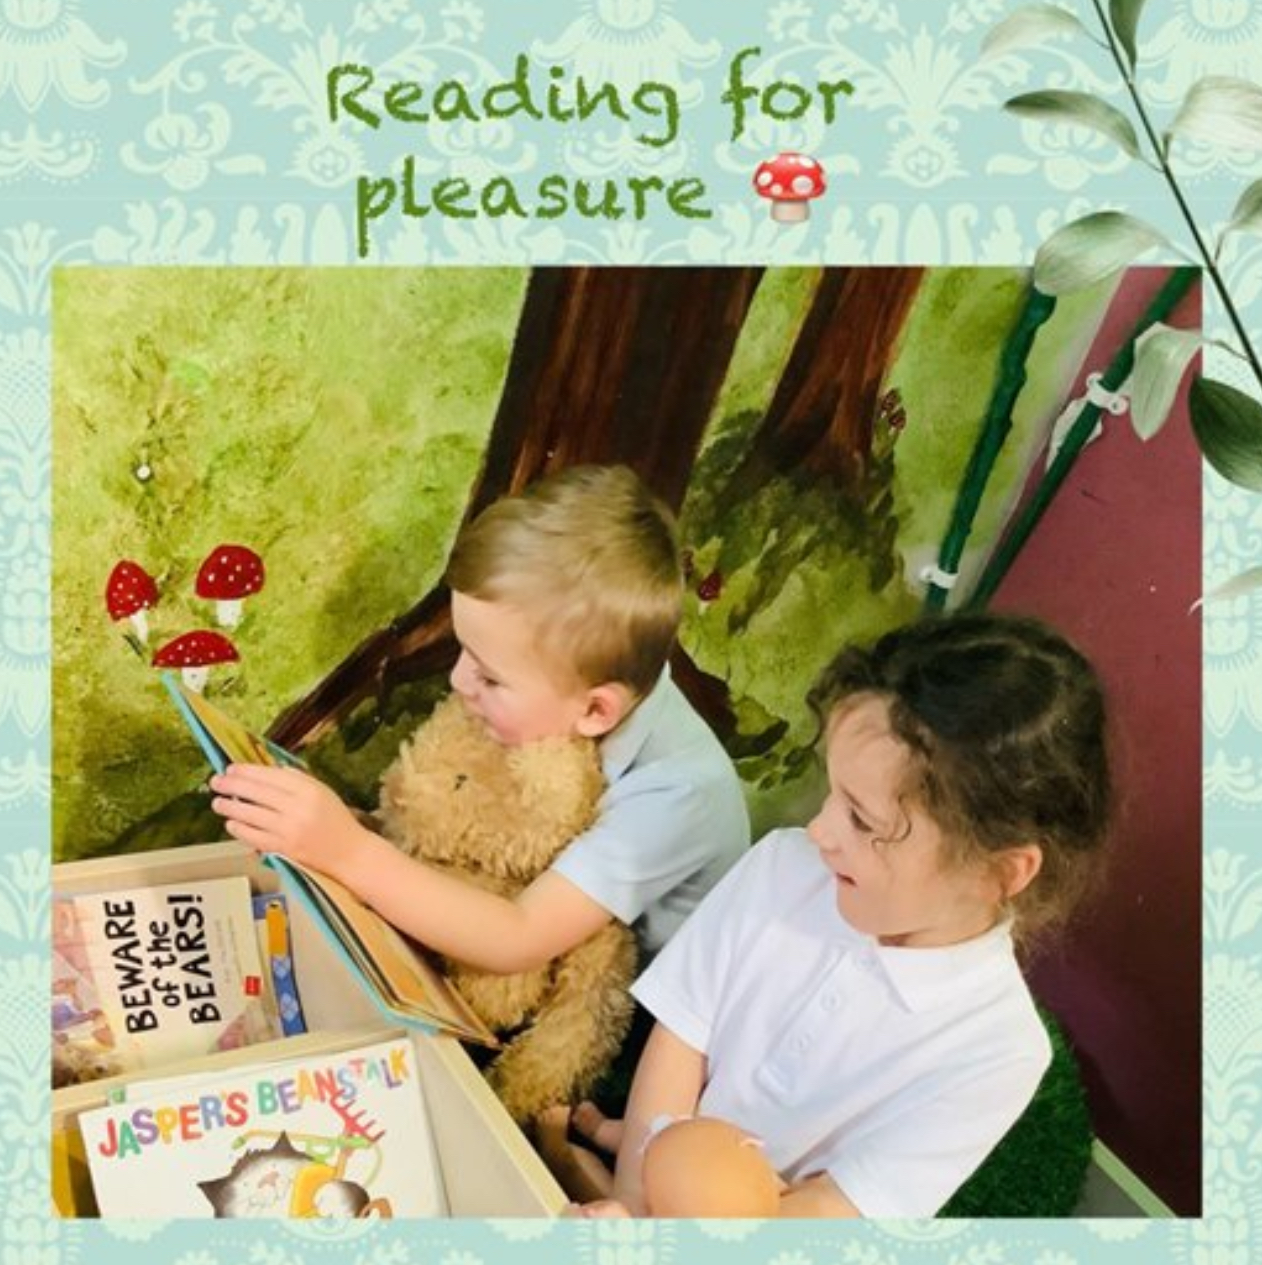 Reading for
pleasure
BEWARE
of the
BEARS!
JASPER'S BEANSTALK